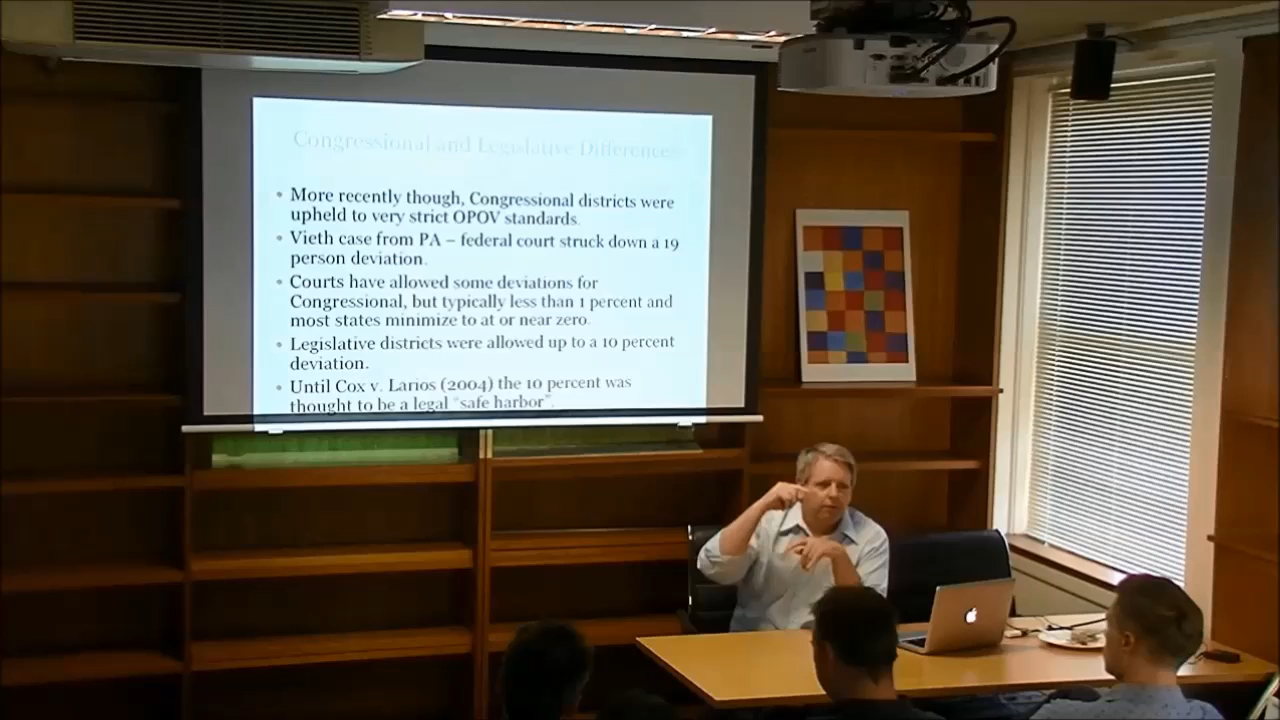 Congressional and Legislative Differences
• More recently though, Congressional districts were
upheld to very strict OPOV standards.
• Vieth case from PA – federal court struck down a 19
person deviation.
• Courts have allowed some deviations for
Congressional, but typically less than 1 percent and
most states minimize to at or near zero.
• Legislative districts were allowed up to a 10 percent
deviation.
• Until Cox v. Larios (2004) the 10 percent was
thought to be a legal "safe harbor".